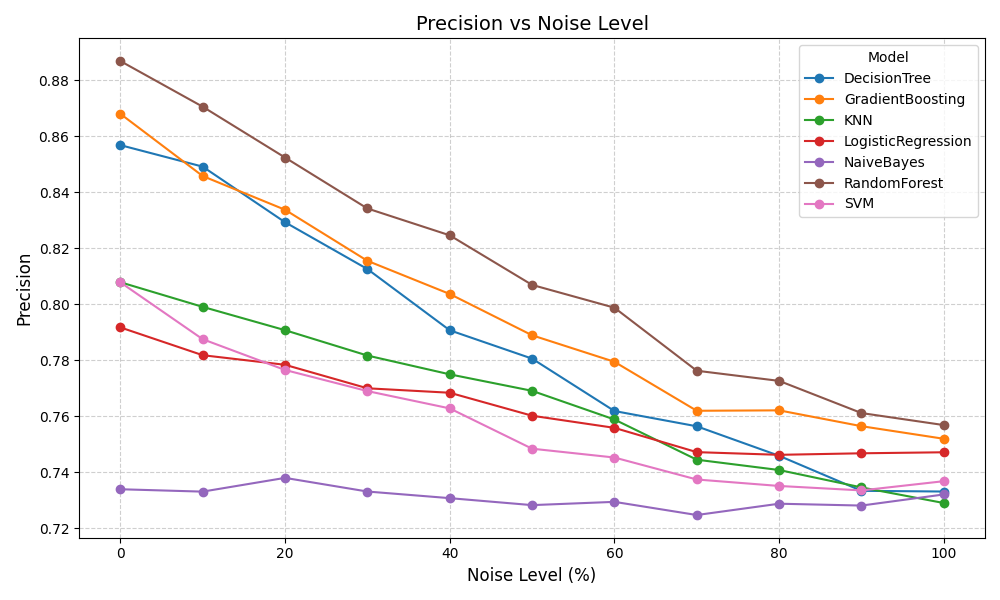 Precision vs Noise Level
Model
DecisionTree
GradientBoosting
KNN
LogisticRegression
NaiveBayes
RandomForest
SVM
Precision
0.88
0.86
0.84
0.82
0.80
0.78
0.76
0.74
0.72
0
20
40
60
80
100
Noise Level (%)